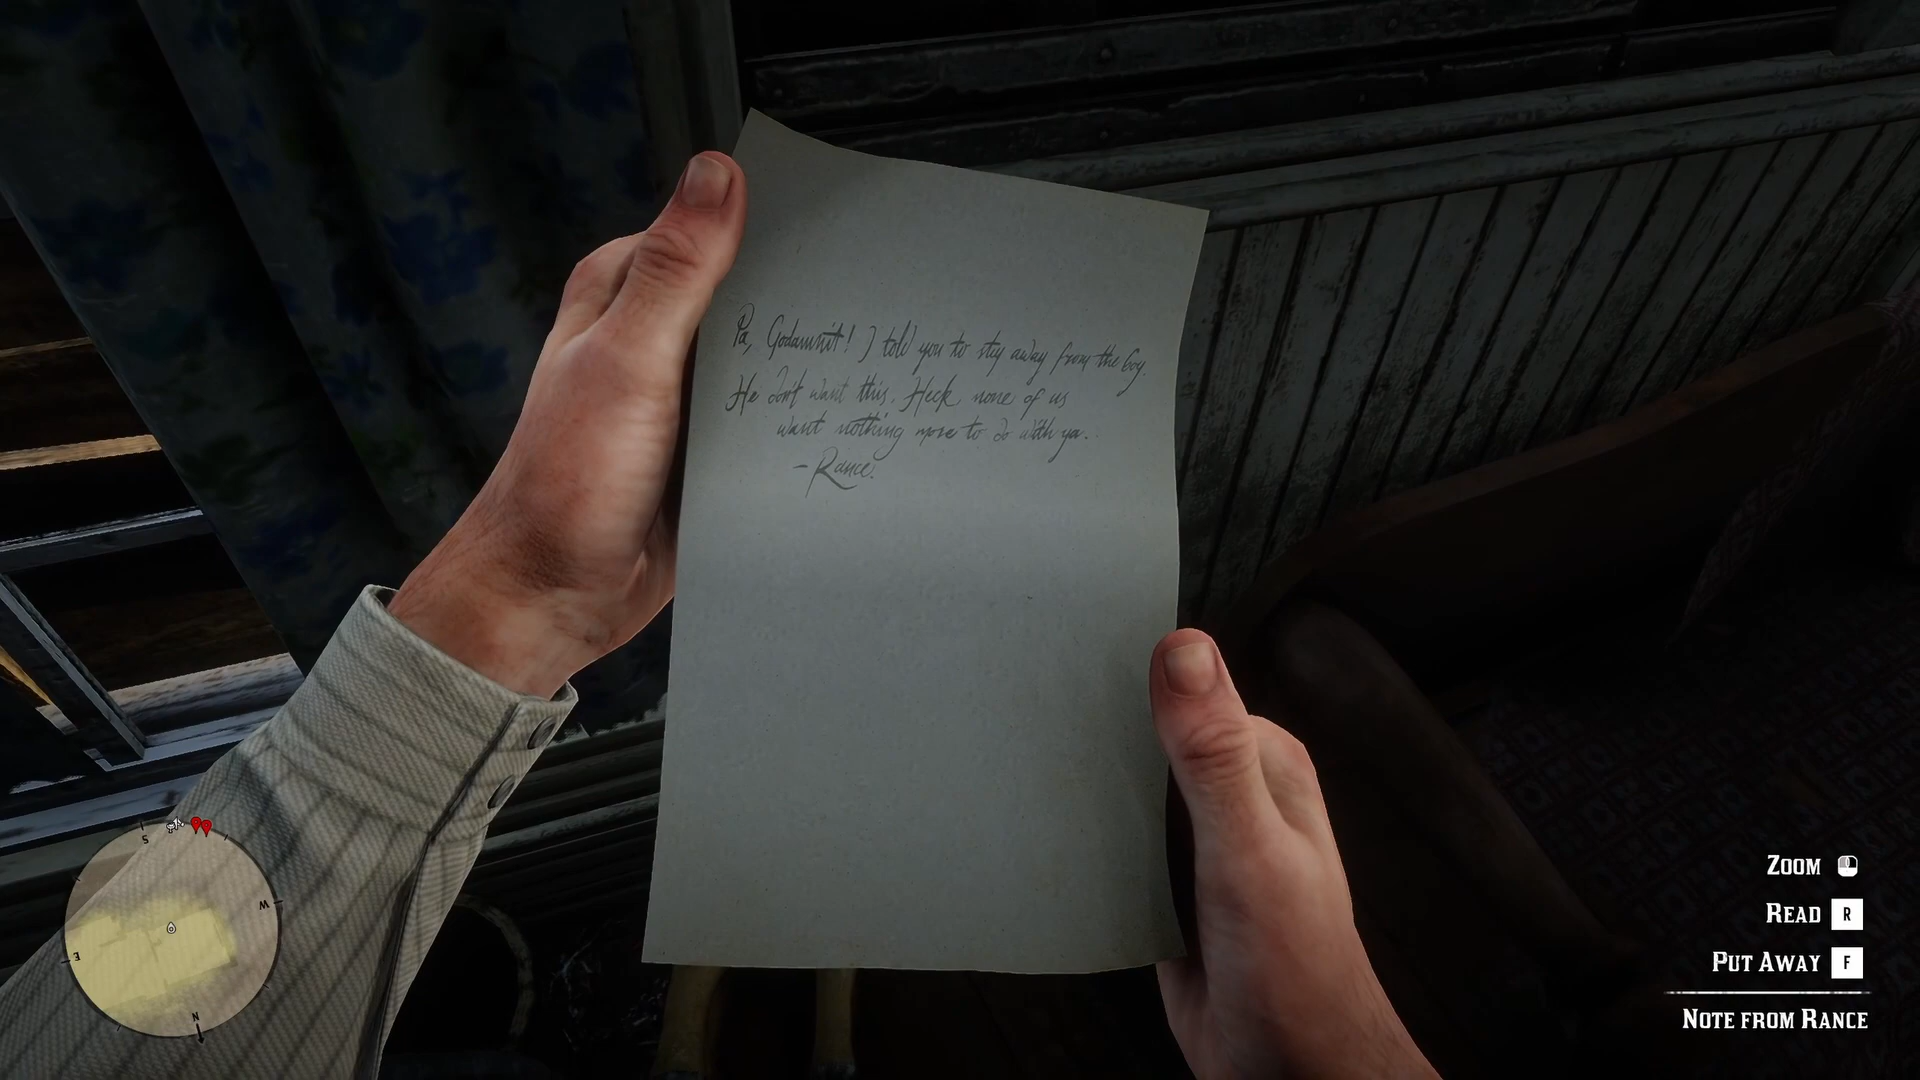 Pa, Godamnit! I told you to stay away from the boy.
He don't want this. Heck none of us
want nothing more to do with ya.
- Rance.
S
W
E
N
ZOOM
READ R
PUT AWAY F
NOTE FROM RANCE